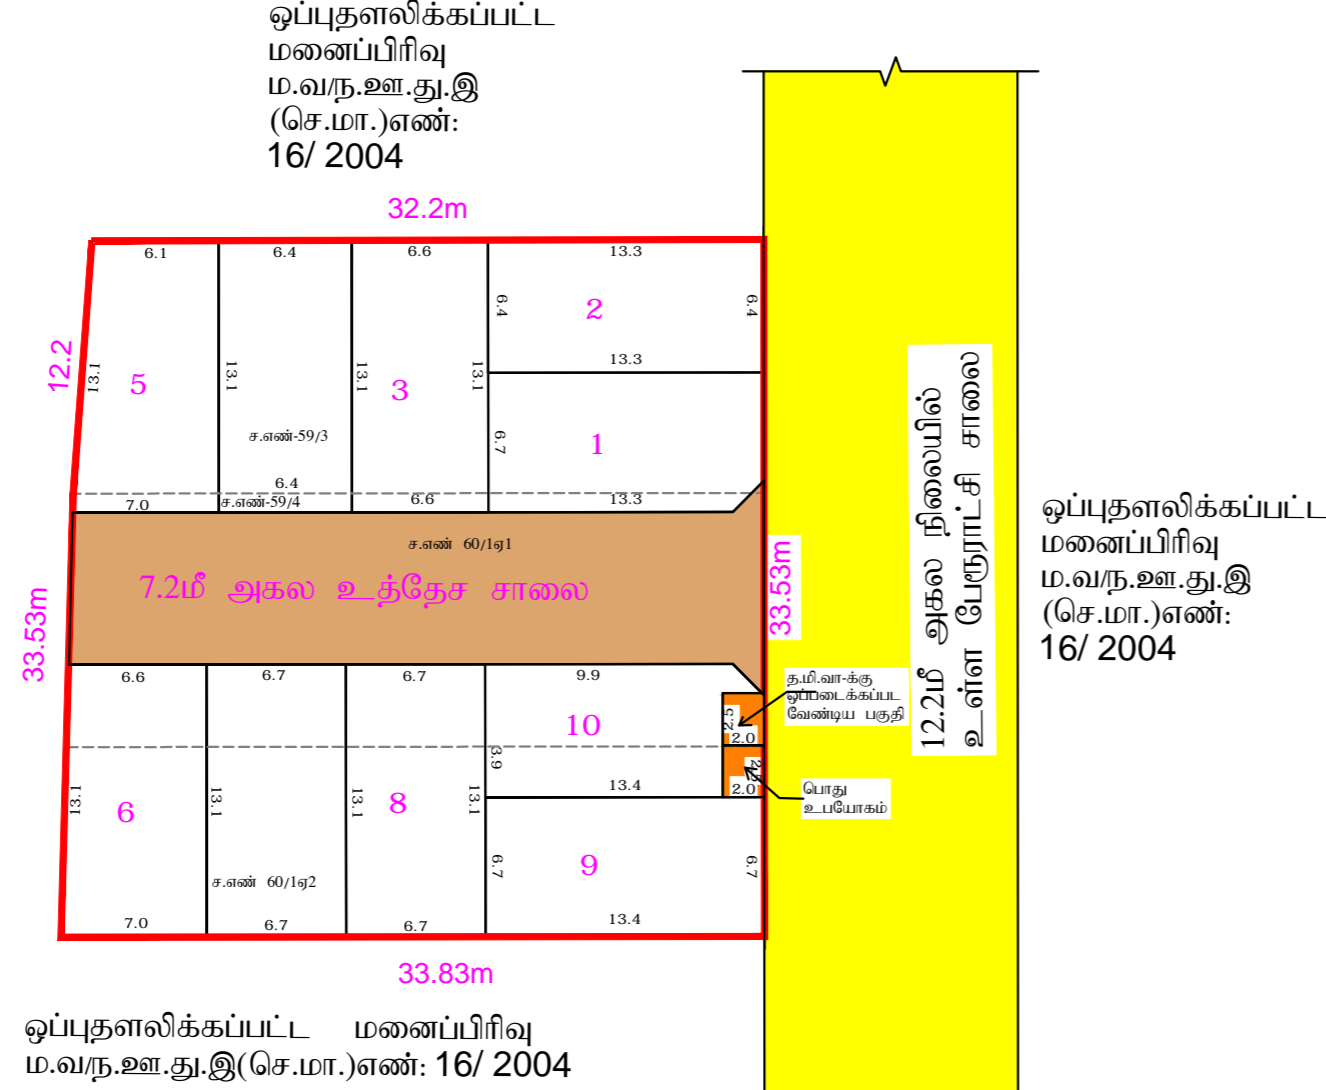 ஒப்புதளலிக்கப்பட்ட
மனைப்பிரிவு
ம.வ/ந.ஊ.து.இ
(செ.மா.)எண்:
16/ 2004
32.2m
6.1
6.4
6.6
13.3
6.4
2
6.4
13.3
12.2
13.1
5
13.1
13.1
3
13.1
ச.எண்-59/3
6.7
1
6.4
7.0
ச.எண்-59/4
6.6
13.3
ச.எண் 60/1ஏ1
7.2மீ அகல உத்தேச சாலை
33.53m
33.53m
12.2மீ அகல நிலையில்
உள்ள பேரூராட்சி சாலை
ஒப்புதளலிக்கப்பட்ட
மனைப்பிரிவு
ம.வ/ந.ஊ.து.இ
(செ.மா.)எண்:
16/ 2004
6.6
6.7
6.7
9.9
த.மி.வா-க்கு
ஒப்படைக்கப்பட
வேண்டிய பகுதி
10
2.5
2.0
3.9
13.4
2.0
பொது
உபயோகம்
13.1
6
13.1
13.1
8
13.1
6.7
9
6.7
ச.எண் 60/1ஏ2
7.0
6.7
6.7
13.4
33.83m
ஒப்புதளலிக்கப்பட்ட மனைப்பிரிவு
ம.வ/ந.ஊ.து.இ(செ.மா.)எண்: 16/ 2004